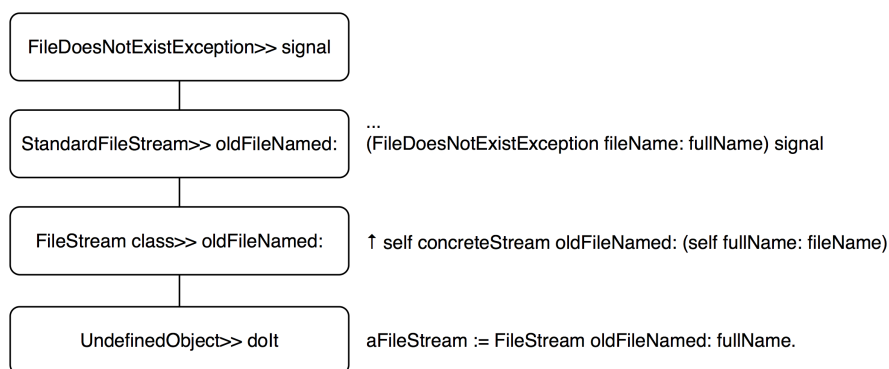 FileDoesNotExistException>> signal
StandardFileStream>> oldFileNamed:
...
(FileDoesNotExistException fileName: fullName) signal
FileStream class>> oldFileNamed:
↑ self concreteStream oldFileNamed: (self fullName: fileName)
UndefinedObject>> doIt
aFileStream := FileStream oldFileNamed: fullName.